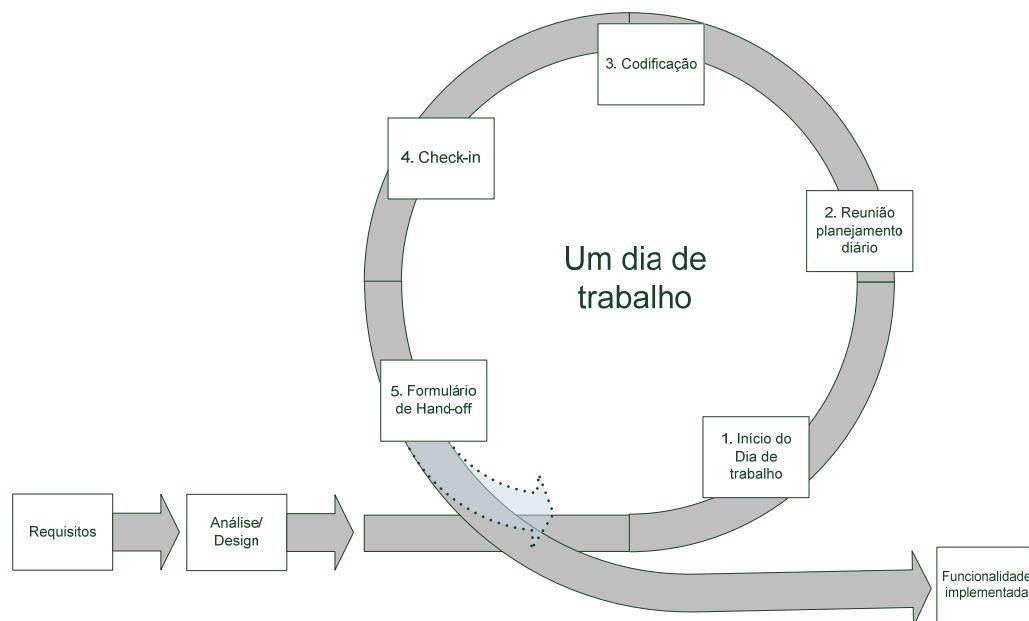 3. Codificação
4. Check-in
2. Reunião
planejamento
diário
Um dia de
trabalho
5. Formulário
de Hand-off
1. Início do
Dia de
trabalho
Requisitos
Análise/
Design
Funcionalidade
implementada